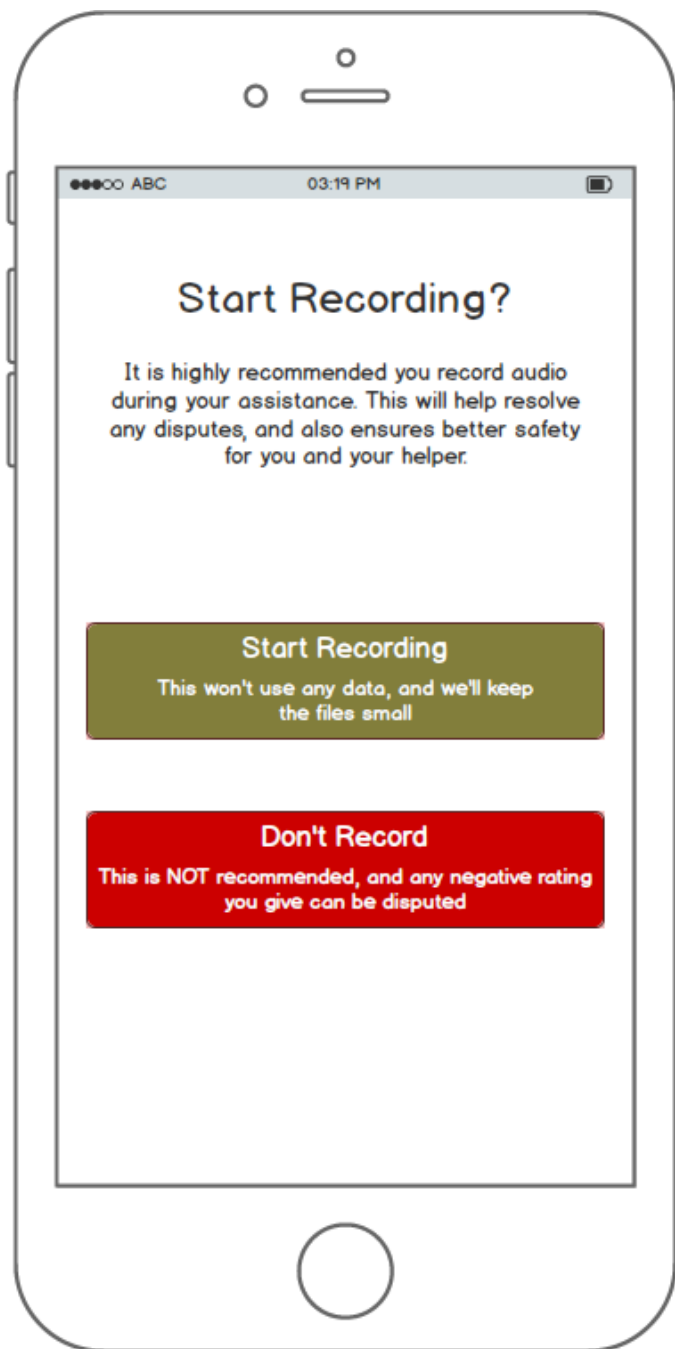 ABC 03:19 PM
Start Recording?
It is highly recommended you record audio
during your assistance. This will help resolve
any disputes, and also ensures better safety
for you and your helper.
Start Recording
This won't use any data, and we'll keep
the files small
Don't Record
This is NOT recommended, and any negative rating
you give can be disputed